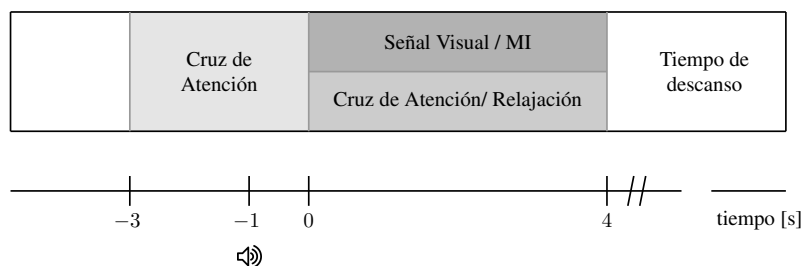 Cruz de
Atención
Señal Visual / MI
Cruz de Atención/ Relajación
Tiempo de
descanso
−3
−1
0
4
tiempo [s]